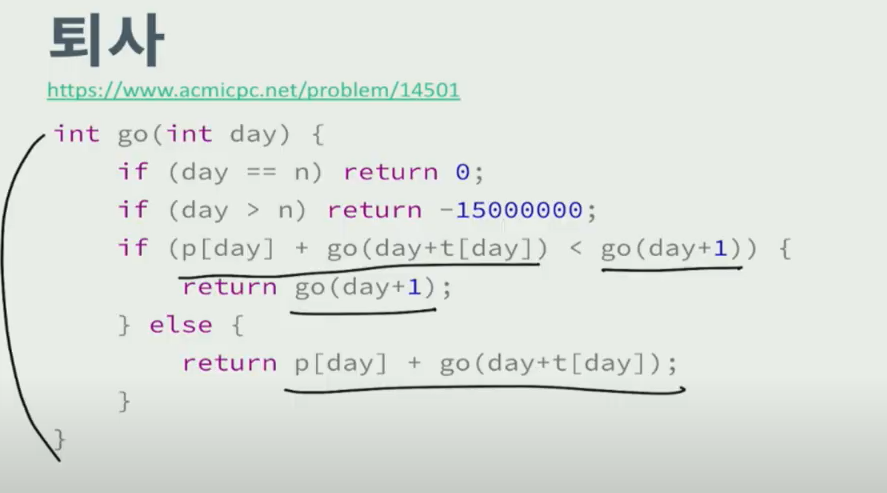 퇴사
https://www.acmicpc.net/problem/14501
int go(int day) {
    if (day == n) return 0;
    if (day > n) return -15000000;
    if (p[day] + go(day+t[day]) < go(day+1)) {
        return go(day+1);
    } else {
        return p[day] + go(day+t[day]);
    }
}